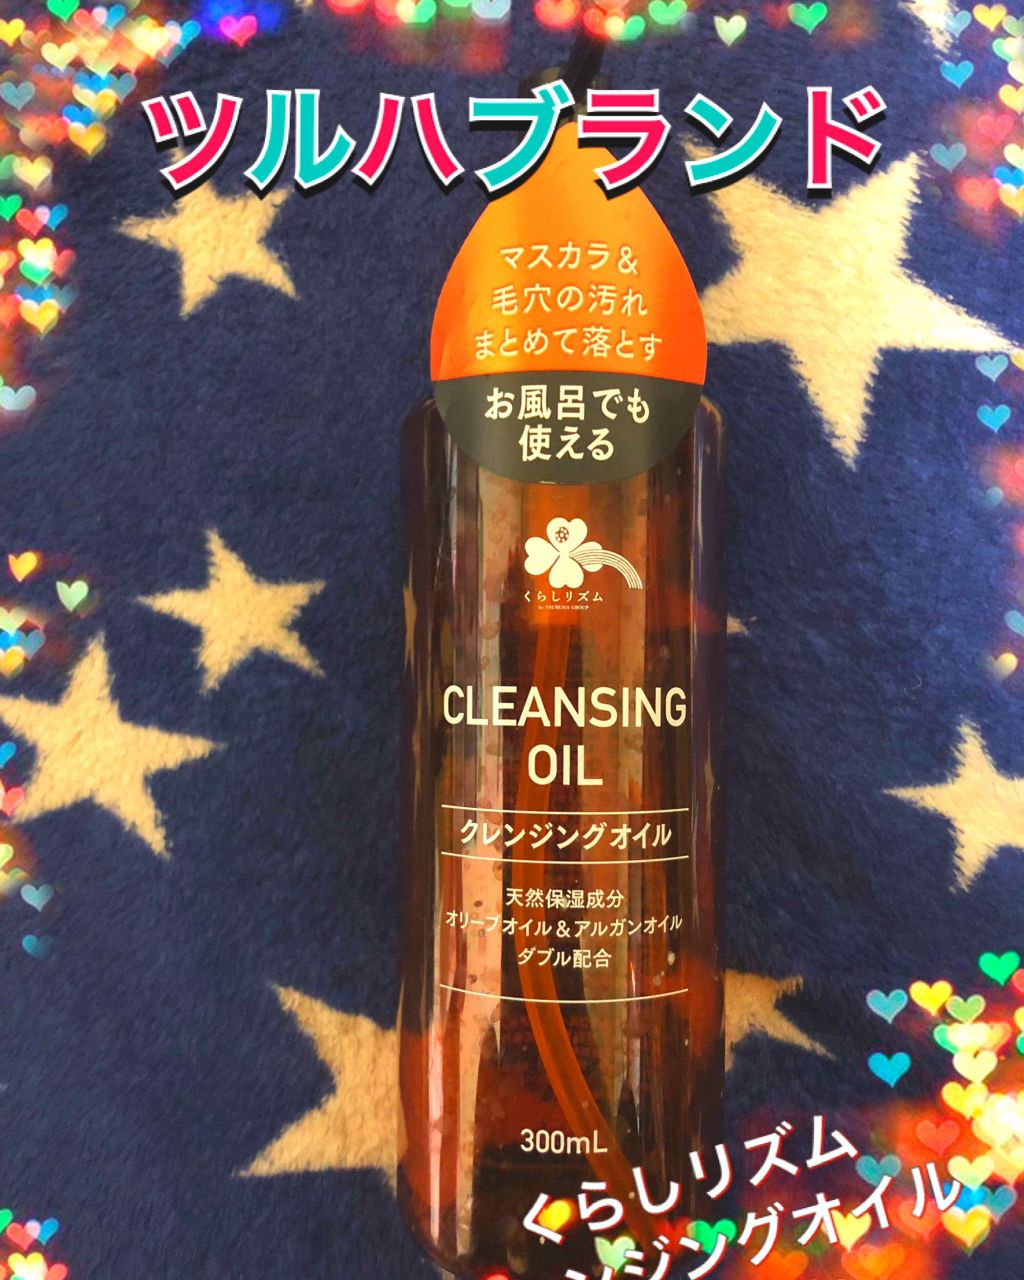 ツルハブランド
マスカラ&
毛穴の汚れ
まとめて落とす
お風呂でも
使える
くらしリズム
by TSURUHA GROUP
CLEANSING
OIL
クレンジングオイル
天然保湿成分
オリーブオイル&アルガンオイル
ダブル配合
300mL
くらしリズム
ンジングオイル